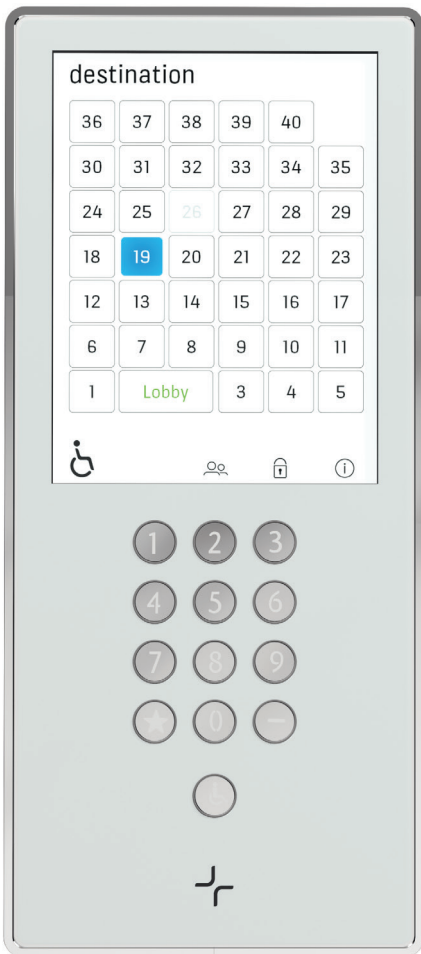 destination
36 37 38 39 40
30 31 32 33 34 35
24 25 26 27 28 29
18 19 20 21 22 23
12 13 14 15 16 17
6 7 8 9 10 11
1 Lobby 3 4 5
1 2 3
4 5 6
7 8 9
★ 0 –